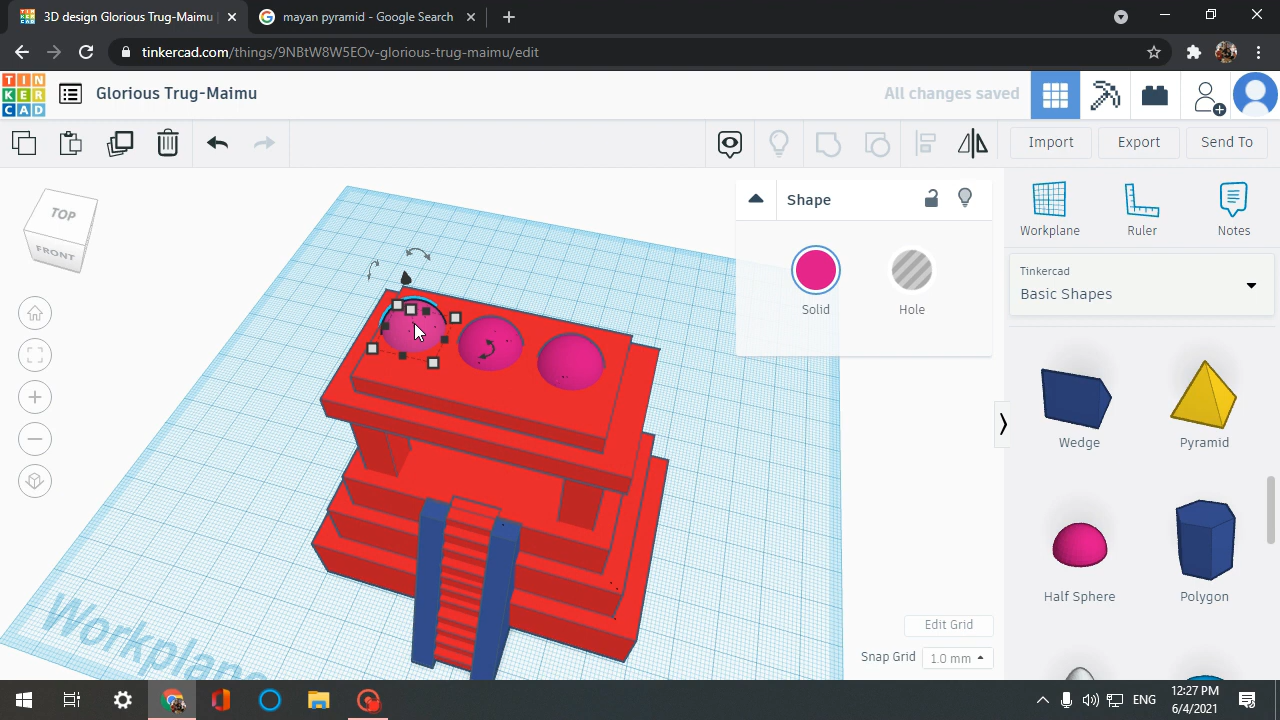 3D design Glorious Trug-Maimu
mayan pyramid - Google Search
tinkercad.com/things/9NBtW8W5EOv-glorious-trug-maimu/edit
TIN
KER
CAD
Glorious Trug-Maimu
All changes saved
Import
Export
Send To
TOP
FRONT
Shape
Solid
Hole
Workplane
Ruler
Notes
Tinkercad
Basic Shapes
Wedge
Pyramid
Half Sphere
Polygon
Workplane
Edit Grid
Snap Grid
1.0 mm
ENG
12:27 PM
6/4/2021